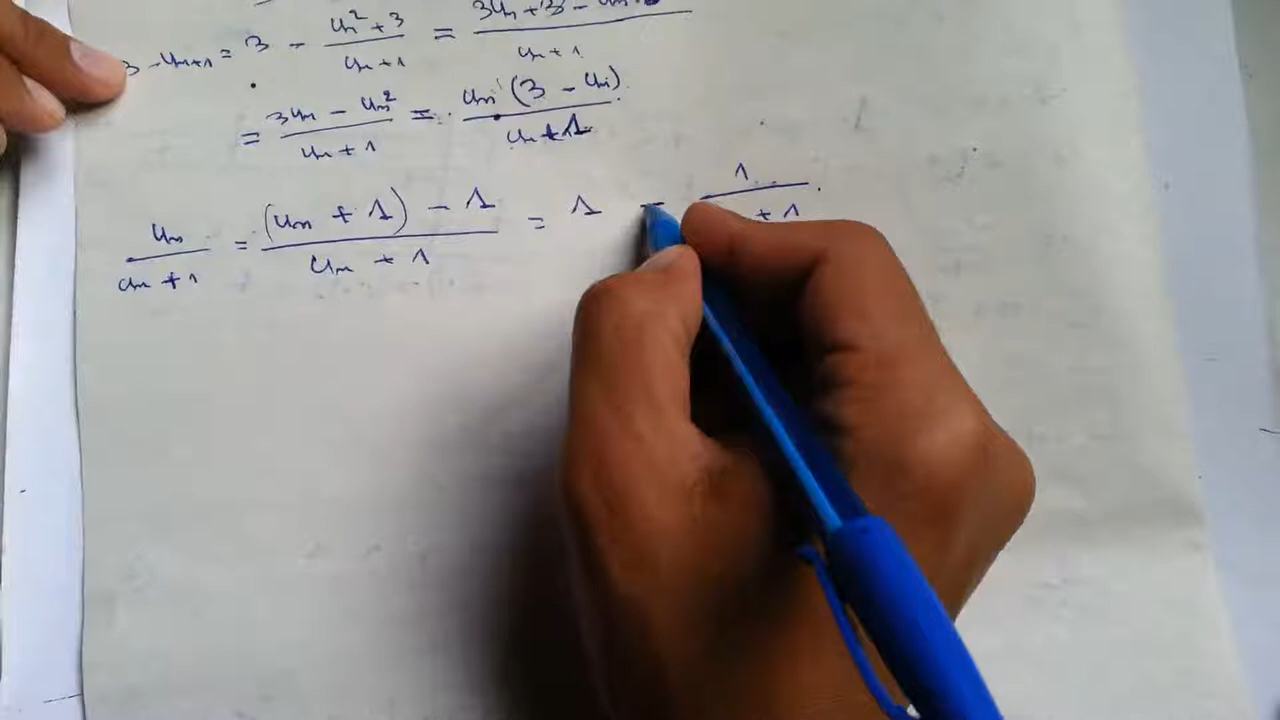 3 - Un+1 = 3 - (Un² + 3)/(Un + 1) = (3Un + 3 - Un²)/(Un + 1)
= (3Un - Un²)/(Un + 1) = Un (3 - Un)/(Un + 1)
Un/(Un + 1) = ((Un + 1) - 1)/(Un + 1) = 1 - 1/(+ 1)